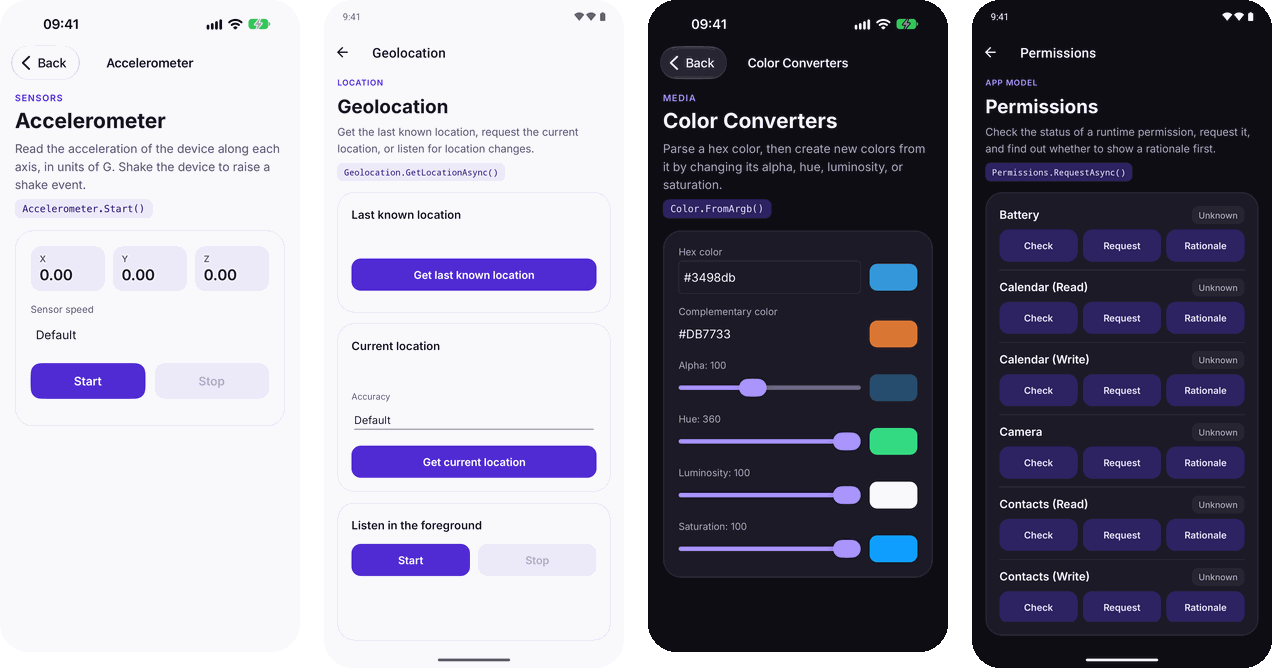 09:41
Back
Accelerometer
SENSORS
Accelerometer
Read the acceleration of the device along each
axis, in units of G. Shake the device to raise a
shake event.
Accelerometer.Start()
X
0.00
Y
0.00
Z
0.00
Sensor speed
Default
Start
Stop
9:41
Geolocation
LOCATION
Geolocation
Get the last known location, request the current
location, or listen for location changes.
Geolocation.GetLocationAsync()
Last known location
Get last known location
Current location
Accuracy
Default
Get current location
Listen in the foreground
Start
Stop
09:41
Back
Color Converters
MEDIA
Color Converters
Parse a hex color, then create new colors from
it by changing its alpha, hue, luminosity, or
saturation.
Color.FromArgb()
Hex color
#3498db
Complementary color
#DB7733
Alpha: 100
Hue: 360
Luminosity: 100
Saturation: 100
9:41
Permissions
APP MODEL
Permissions
Check the status of a runtime permission, request it,
and find out whether to show a rationale first.
Permissions.RequestAsync()
Battery
Unknown
Check
Request
Rationale
Calendar (Read)
Unknown
Check
Request
Rationale
Calendar (Write)
Unknown
Check
Request
Rationale
Camera
Unknown
Check
Request
Rationale
Contacts (Read)
Unknown
Check
Request
Rationale
Contacts (Write)
Unknown
Check
Request
Rationale